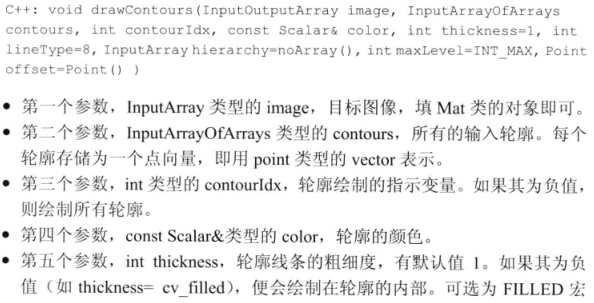 C++: void drawContours(InputOutputArray image, InputArrayOfArrays
contours, int contourIdx, const Scalar& color, int thickness=1, int
lineType=8, InputArray hierarchy=noArray(), int maxLevel=INT_MAX, Point
offset=Point() )
● 第一个参数，InputArray 类型的 image，目标图像，填 Mat 类的对象即可。
● 第二个参数，InputArrayOfArrays 类型的 contours，所有的输入轮廓。每个
轮廓存储为一个点向量，即用 point 类型的 vector 表示。
● 第三个参数，int 类型的 contourIdx，轮廓绘制的指示变量。如果其为负值，
则绘制所有轮廓。
● 第四个参数，const Scalar&类型的 color，轮廓的颜色。
● 第五个参数，int thickness，轮廓线条的粗细度，有默认值 1。如果其为负
值（如 thickness= cv_filled），便会绘制在轮廓的内部。可选为 FILLED 宏